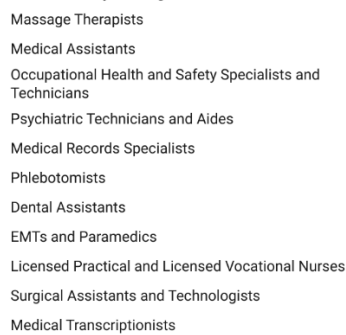 Massage Therapists
Medical Assistants
Occupational Health and Safety Specialists and
Technicians
Psychiatric Technicians and Aides
Medical Records Specialists
Phlebotomists
Dental Assistants
EMTs and Paramedics
Licensed Practical and Licensed Vocational Nurses
Surgical Assistants and Technologists
Medical Transcriptionists